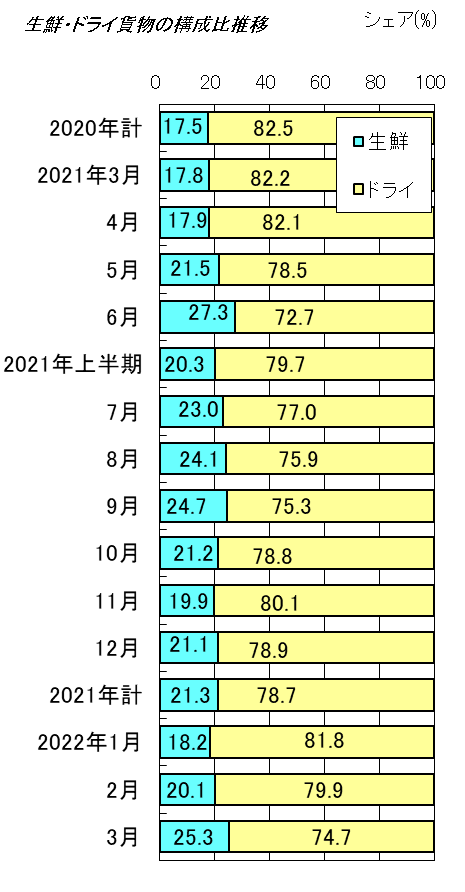 生鮮・ドライ貨物の構成比推移 シェア(%)
0 20 40 60 80 100
2020年計 17.5 82.5
生鮮
2021年3月 17.8 82.2
ドライ
4月 17.9 82.1
5月 21.5 78.5
6月 27.3 72.7
2021年上半期 20.3 79.7
7月 23.0 77.0
8月 24.1 75.9
9月 24.7 75.3
10月 21.2 78.8
11月 19.9 80.1
12月 21.1 78.9
2021年計 21.3 78.7
2022年1月 18.2 81.8
2月 20.1 79.9
3月 25.3 74.7